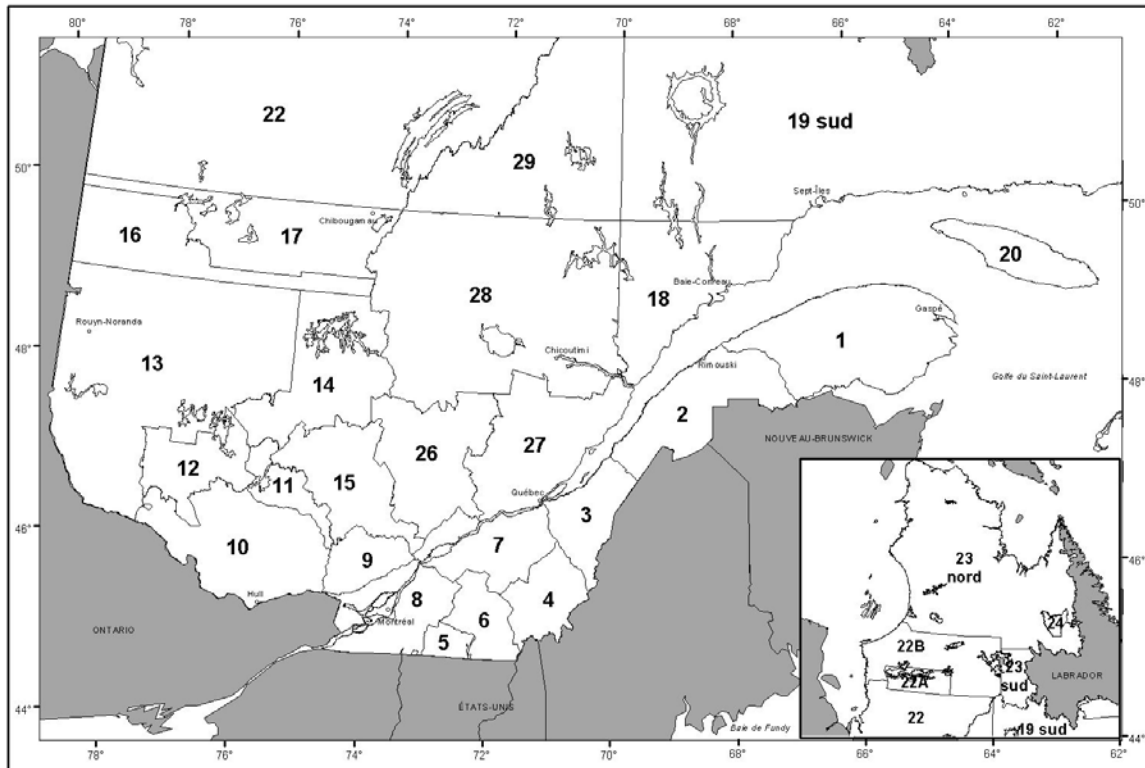 80° 78° 76° 74° 72° 70° 68° 66° 64° 62°
22
19 sud
29
50°
Sept-Îles
50°
Chibougamau
16
17
20
28
18
Baie-Comeau
Gaspé
Rouyn-Noranda
1
48°
Chicoutimi
Rimouski
13
14
Golfe du Saint-Laurent
48°
2
NOUVEAU-BRUNSWICK
26
27
12
11
15
Québec
46°
3
10
9
7
46°
23
nord
Hull
8
4
24
Montréal
6
ONTARIO
5
22B
23
sud
22A
LABRADOR
44°
ÉTATS-UNIS
22
Baie de Fundy
19 sud
44°
78° 76° 74° 72° 70° 68° 66° 64° 62°